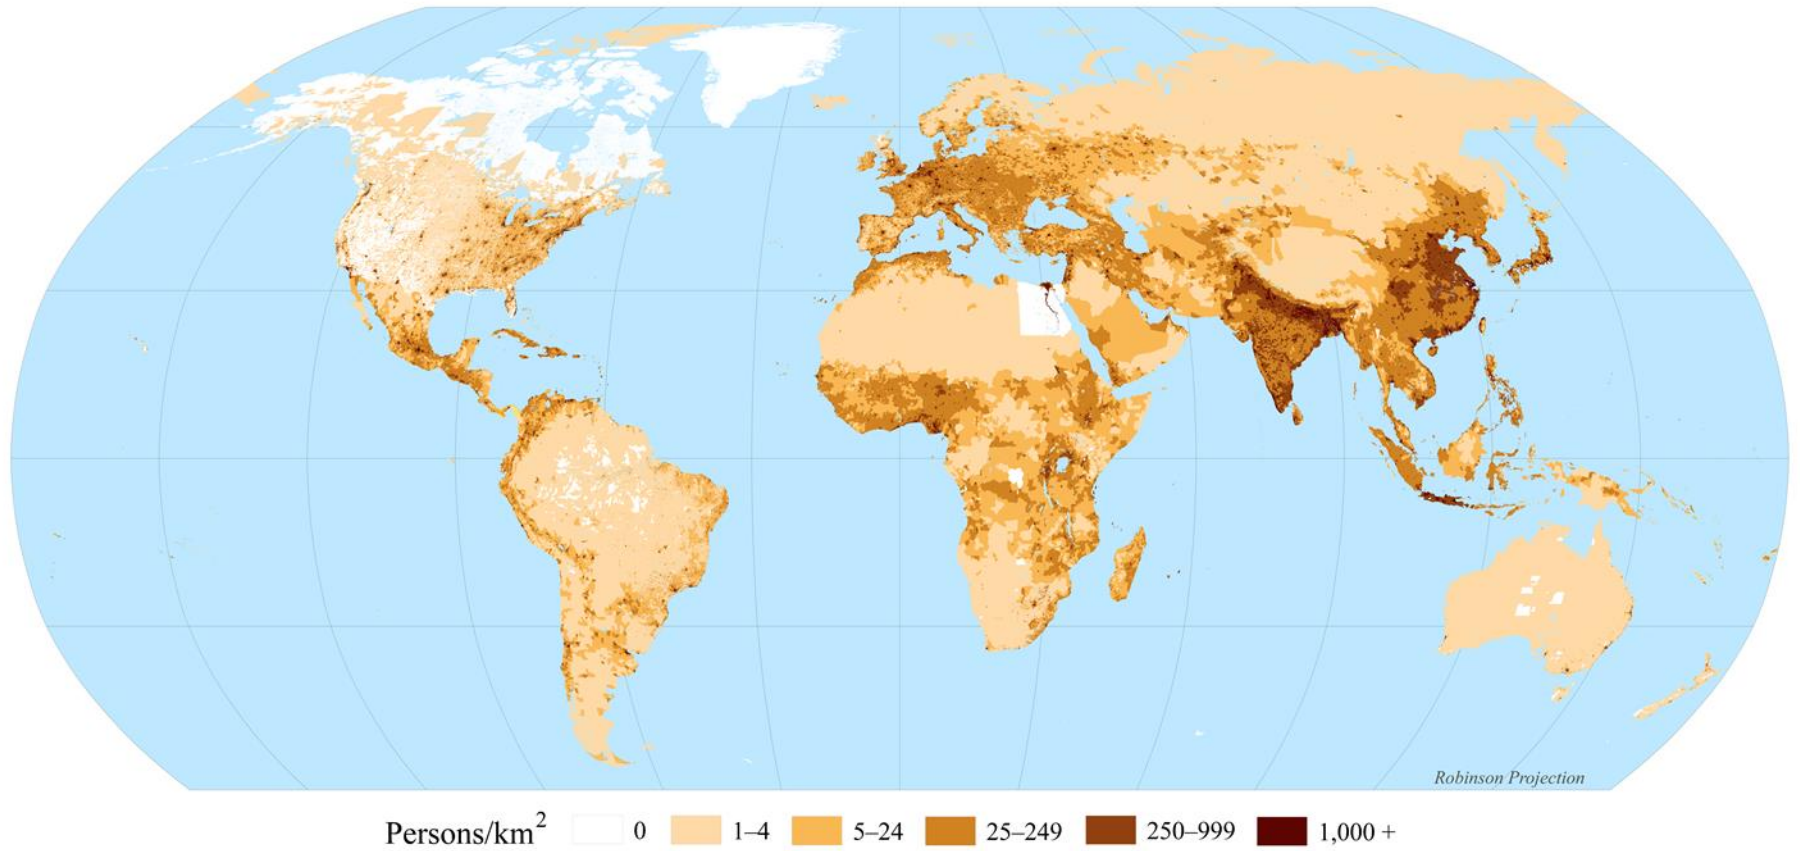 Robinson Projection
Persons/km² 0 1–4 5–24 25–249 250–999 1,000 +